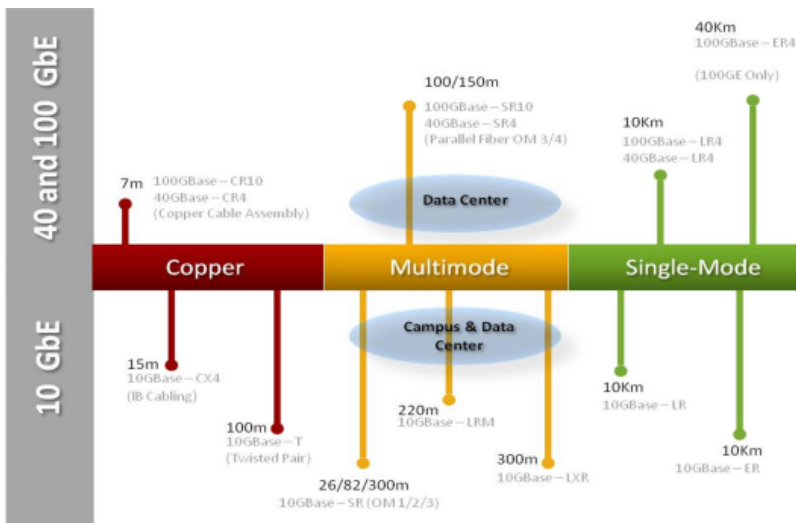 40 and 100 GbE
10 GbE
40Km
100GBase – ER4
(100GE Only)
100/150m
100GBase – SR10
40GBase – SR4
(Parallel Fiber OM 3/4)
10Km
100GBase – LR4
40GBase – LR4
7m
100GBase – CR10
40GBase – CR4
(Copper Cable Assembly)
Data Center
Copper
Multimode
Single-Mode
Campus & Data
Center
15m
10GBase – CX4
(IB Cabling)
100m
10GBase – T
(Twisted Pair)
26/82/300m
10GBase – SR (OM 1/2/3)
220m
10GBase – LRM
300m
10GBase – LXR
10Km
10GBase – LR
10Km
10GBase – ER